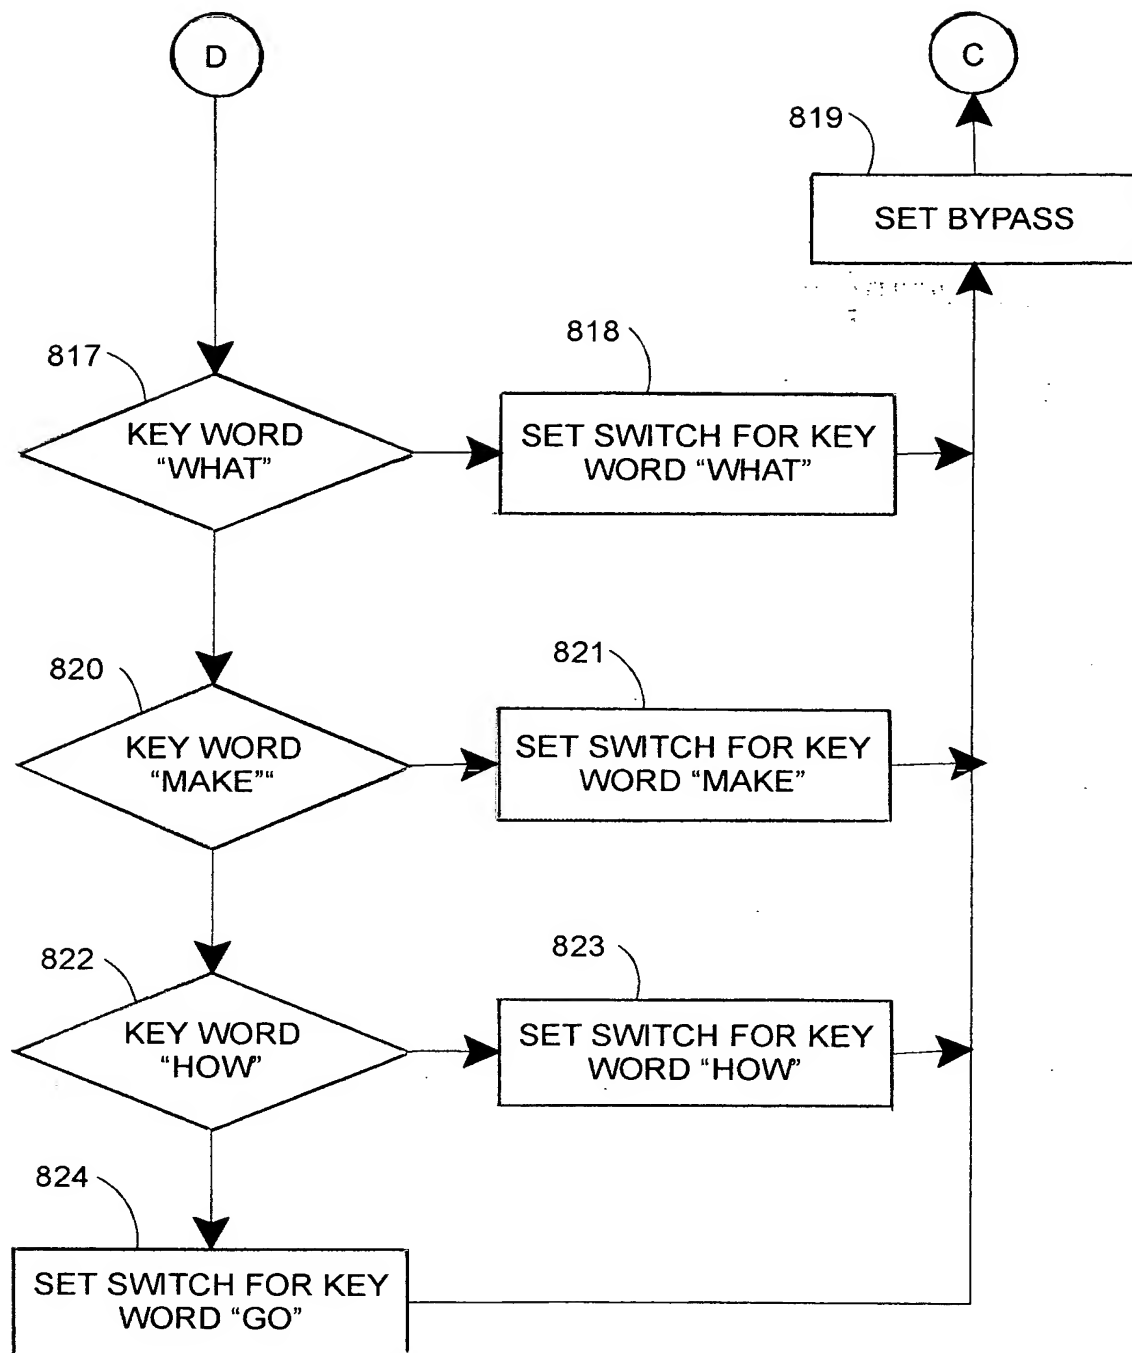 D
C
819
SET BYPASS
817
KEY WORD
“WHAT”
818
SET SWITCH FOR KEY
WORD “WHAT”
820
KEY WORD
“MAKE”“
821
SET SWITCH FOR KEY
WORD “MAKE”
822
KEY WORD
“HOW”
823
SET SWITCH FOR KEY
WORD “HOW”
824
SET SWITCH FOR KEY
WORD “GO”